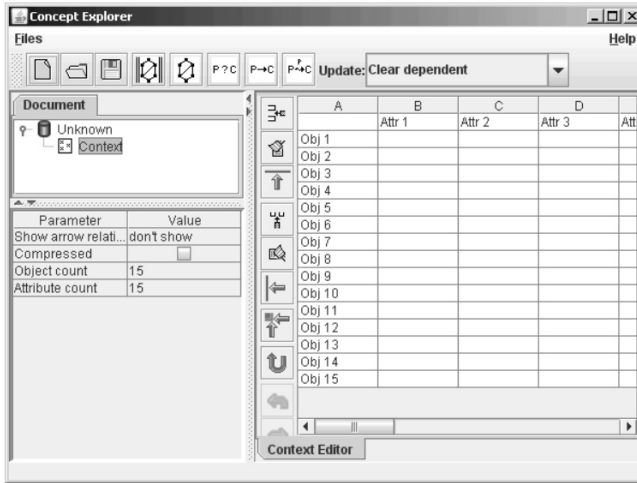 Concept Explorer
Files Help
P?C P→C Update: Clear dependent
Document
Unknown
Context
Parameter Value
Show arrow relati... don't show
Compressed
Object count 15
Attribute count 15
A B C D
Attr 1 Attr 2 Attr 3 Att
Obj 1
Obj 2
Obj 3
Obj 4
Obj 5
Obj 6
Obj 7
Obj 8
Obj 9
Obj 10
Obj 11
Obj 12
Obj 13
Obj 14
Obj 15
Context Editor